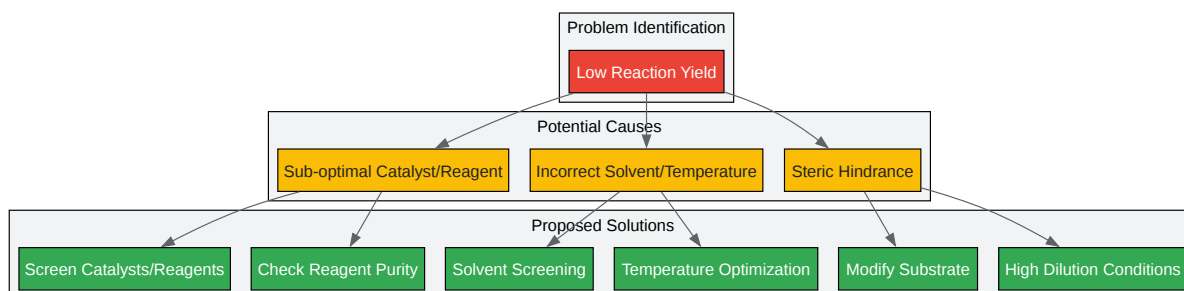 Problem Identification
Low Reaction Yield
Potential Causes
Sub-optimal Catalyst/Reagent
Incorrect Solvent/Temperature
Steric Hindrance
Proposed Solutions
Screen Catalysts/Reagents
Check Reagent Purity
Solvent Screening
Temperature Optimization
Modify Substrate
High Dilution Conditions